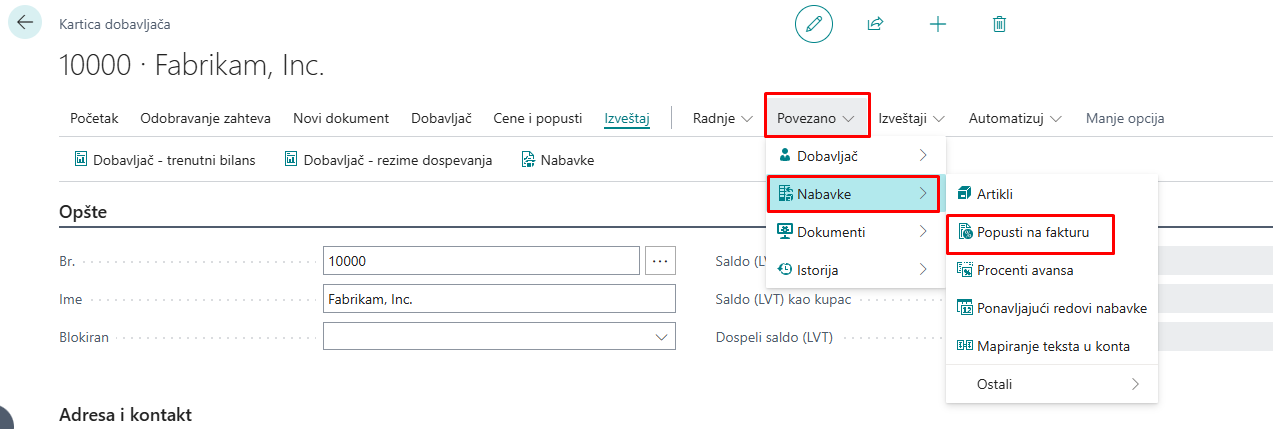 Kartica dobavljača
10000 · Fabrikam, Inc.
Početak Odobravanje zahteva Novi dokument Dobavljač Cene i popusti Izveštaj Radnje Povezano Izveštaji Automatizuj Manje opcija
Dobavljač - trenutni bilans Dobavljač - rezime dospevanja Nabavke
Dobavljač
Nabavke
Dokumenti
Istorija
Artikli
Popusti na fakturu
Procenti avansa
Ponavljajući redovi nabavke
Mapiranje teksta u konta
Ostali
Opšte
Br. 10000
Ime Fabrikam, Inc.
Blokiran
Saldo (LV
Saldo (LVT) kao kupac
Dospeli saldo (LVT)
Adresa i kontakt